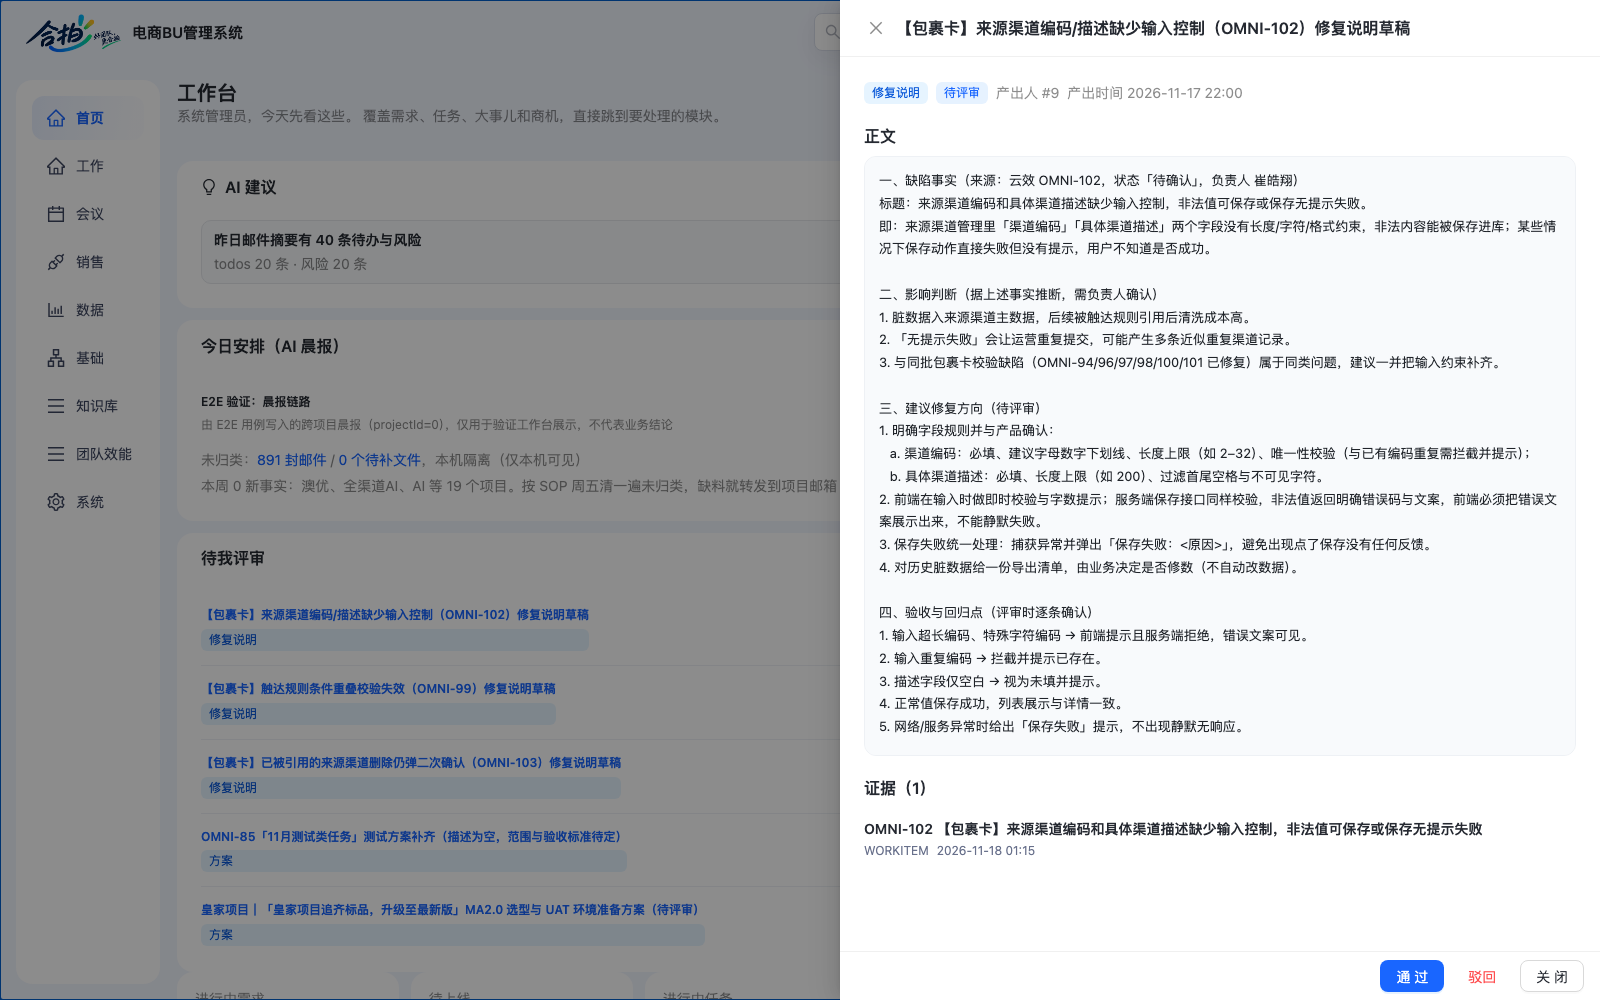 合拍
电商BU管理系统
首页
工作
会议
销售
数据
基础
知识库
团队效能
系统
工作台
系统管理员，今天先看这些。 覆盖需求、任务、大事儿和商机，直接跳到要处理的模块。
AI 建议
昨日邮件摘要有 40 条待办与风险
todos 20 条 · 风险 20 条
今日安排（AI 晨报）
E2E 验证：晨报链路
由 E2E 用例写入的跨项目晨报（projectId=0），仅用于验证工作台展示，不代表业务结论
未归类：891 封邮件 / 0 个待补文件，本机隔离（仅本机可见）
本周 0 新事实：澳优、全渠道AI、AI 等 19 个项目。按 SOP 周五清一遍未归类，缺料就转发到项目邮箱
待我评审
【包裹卡】来源渠道编码/描述缺少输入控制（OMNI-102）修复说明草稿
修复说明
【包裹卡】触达规则条件重叠校验失效（OMNI-99）修复说明草稿
修复说明
【包裹卡】已被引用的来源渠道删除仍弹二次确认（OMNI-103）修复说明草稿
修复说明
OMNI-85「11月测试类任务」测试方案补齐（描述为空，范围与验收标准待定）
方案
皇家项目｜「皇家项目追齐标品，升级至最新版」MA2.0 选型与 UAT 环境准备方案（待评审）
方案
进行中需求
待上线
进行中任务
【包裹卡】来源渠道编码/描述缺少输入控制（OMNI-102）修复说明草稿
修复说明 待评审 产出人 #9 产出时间 2026-11-17 22:00
正文
一、缺陷事实（来源：云效 OMNI-102，状态「待确认」，负责人 崔皓翔）
标题：来源渠道编码和具体渠道描述缺少输入控制，非法值可保存或保存无提示失败。
即：来源渠道管理里「渠道编码」「具体渠道描述」两个字段没有长度/字符/格式约束，非法内容能被保存进库；某些情
况下保存动作直接失败但没有提示，用户不知道是否成功。
二、影响判断（据上述事实推断，需负责人确认）
1. 脏数据入来源渠道主数据，后续被触达规则引用后清洗成本高。
2. 「无提示失败」会让运营重复提交，可能产生多条近似重复渠道记录。
3. 与同批包裹卡校验缺陷（OMNI-94/96/97/98/100/101 已修复）属于同类问题，建议一并把输入约束补齐。
三、建议修复方向（待评审）
1. 明确字段规则并与产品确认：
a. 渠道编码：必填、建议字母数字下划线、长度上限（如 2–32）、唯一性校验（与已有编码重复需拦截并提示）；
b. 具体渠道描述：必填、长度上限（如 200）、过滤首尾空格与不可见字符。
2. 前端在输入时做即时校验与字数提示；服务端保存接口同样校验，非法值返回明确错误码与文案，前端必须把错误文
案展示出来，不能静默失败。
3. 保存失败统一处理：捕获异常并弹出「保存失败：<原因>」，避免出现点了保存没有任何反馈。
4. 对历史脏数据给一份导出清单，由业务决定是否修数（不自动改数据）。
四、验收与回归点（评审时逐条确认）
1. 输入超长编码、特殊字符编码 → 前端提示且服务端拒绝，错误文案可见。
2. 输入重复编码 → 拦截并提示已存在。
3. 描述字段仅空白 → 视为未填并提示。
4. 正常值保存成功，列表展示与详情一致。
5. 网络/服务异常时给出「保存失败」提示，不出现静默无响应。
证据（1）
OMNI-102 【包裹卡】来源渠道编码和具体渠道描述缺少输入控制，非法值可保存或保存无提示失败
WORKITEM 2026-11-18 01:15
通 过
驳回
关 闭